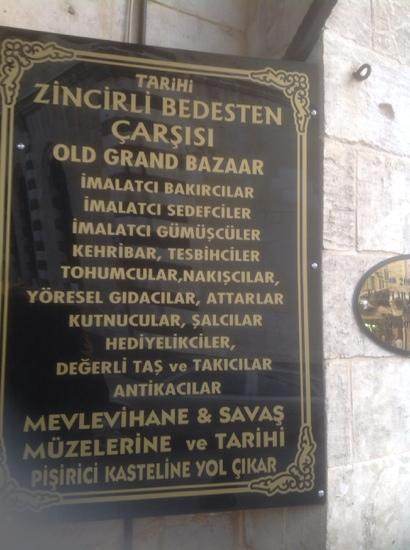 TARİHİ
ZİNCİRLİ BEDESTEN
ÇARŞISI
OLD GRAND BAZAAR
İMALATCI BAKIRCILAR
İMALATCI SEDEFCİLER
İMALATCI GÜMÜŞCÜLER
KEHRİBAR, TESBİHCİLER
TOHUMCULAR,NAKIŞCILAR,
YÖRESEL GIDACILAR, ATTARLAR
KUTNUCULAR, ŞALCILAR
HEDİYELİKCİLER,
DEĞERLİ TAŞ ve TAKICILAR
ANTİKACILAR
MEVLEVİHANE & SAVAŞ
MÜZELERİNE ve TARİHİ
PİŞİRİCİ KASTELİNE YOL ÇIKAR